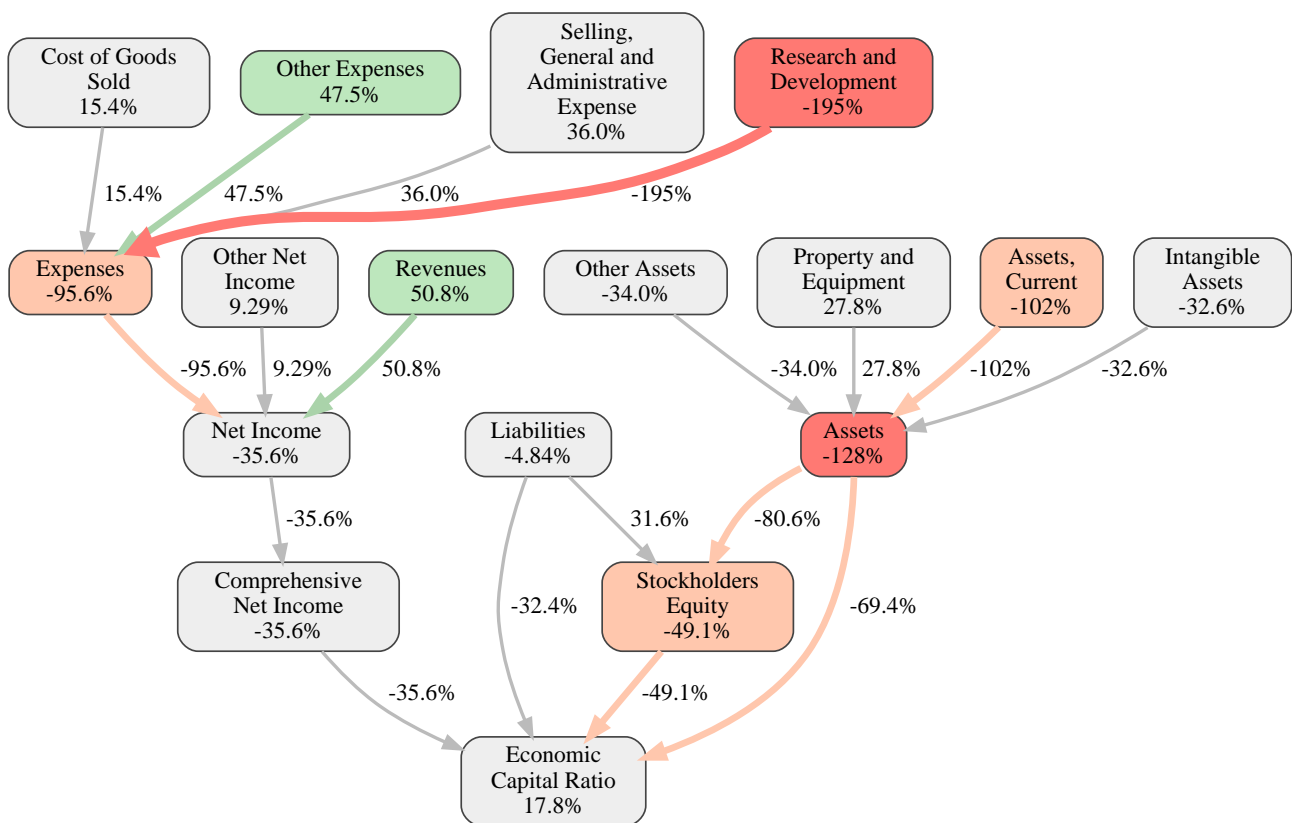 Cost of Goods
Sold
15.4%
Other Expenses
47.5%
Selling,
General and
Administrative
Expense
36.0%
Research and
Development
-195%
15.4%
47.5%
36.0%
-195%
Expenses
-95.6%
Other Net
Income
9.29%
Revenues
50.8%
Other Assets
-34.0%
Property and
Equipment
27.8%
Assets,
Current
-102%
Intangible
Assets
-32.6%
-95.6%
9.29%
50.8%
-34.0%
27.8%
-102%
-32.6%
Net Income
-35.6%
Liabilities
-4.84%
Assets
-128%
-35.6%
31.6%
-80.6%
Comprehensive
Net Income
-35.6%
-32.4%
Stockholders
Equity
-49.1%
-69.4%
-35.6%
-49.1%
Economic
Capital Ratio
17.8%